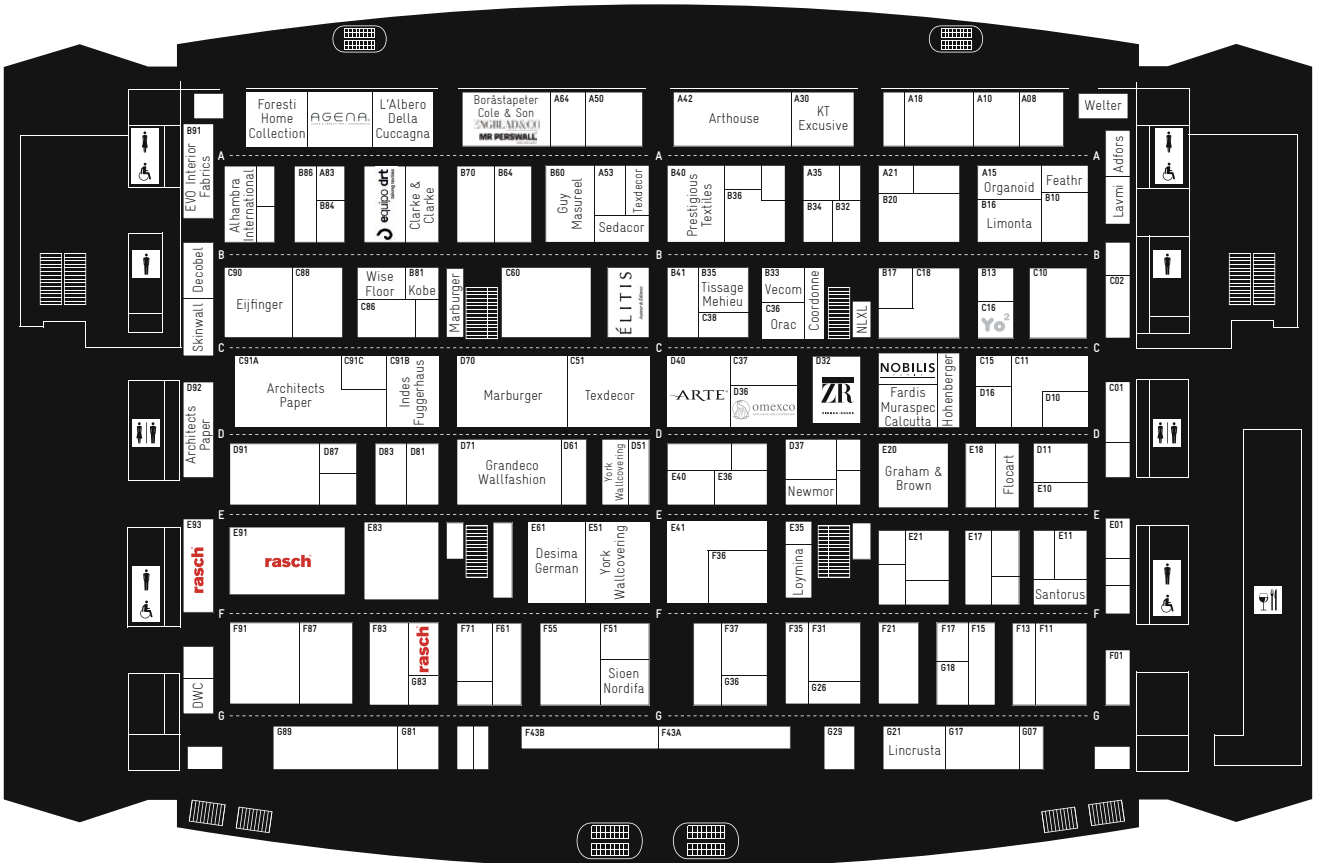 Foresti
Home
Collection
AGENA
L'Albero
Della
Cuccagna
Boråstapeter
Cole & Son
ENGBLAD & CO
MR PERSWALL
A64
A50
A42
Arthouse
A30
KT
Excusive
A18
A10
A08
Welter
B91
EVO Interior
Fabrics
A
A
A
Adfors
Lavmi
Alhambra
International
B86
A83
B84
equipo drt
Clarke &
Clarke
B70
B64
B60
Guy
Masureel
A53
Texdecor
Sedacor
B40
Prestigious
Textiles
B36
A35
B34
B32
A21
B20
A15
Organoid
B16
Limonta
Feathr
B10
B
B
B
Decobel
Skinwall
C90
Eijfinger
C88
Wise
Floor
C86
B81
Kobe
Marburger
C60
ÉLITIS
B41
B35
Tissage
Mehieu
C38
B33
Vecom
C36
Orac
Coordonne
NLXL
B17
C18
B13
C16
Yo2
C10
C02
C
C
C
D92
Architects
Paper
C91A
Architects
Paper
C91C
C91B
Indes
Fuggerhaus
D70
Marburger
C51
Texdecor
D40
ARTE
C37
D36
omexco
D32
ZR
NOBILIS
Fardis
Muraspec
Calcutta
Hohenberger
C15
D16
C11
D10
C01
D
D
D
D91
D87
D83
D81
D71
Grandeco
Wallfashion
D61
York
Wallcovering
D51
E40
E36
D37
Newmor
E20
Graham &
Brown
E18
Flocart
D11
E10
E
E
E
E93
rasch
E91
rasch
E83
E61
Desima
German
E51
York
Wallcovering
E41
F36
E35
Loymina
E21
E17
E11
Santorus
E01
F
F
F
F91
F87
F83
rasch
G83
F71
F61
F55
F51
Sioen
Nordifa
F37
G36
F35
F31
G26
F21
F17
G18
F15
F13
F11
F01
DWC
G
G
G
G89
G81
F43B
F43A
G29
G21
Lincrusta
G17
G07